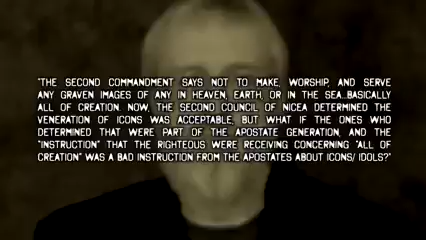 "THE SECOND COMMANDMENT SAYS NOT TO MAKE, WORSHIP, AND SERVE
ANY GRAVEN IMAGES OF ANY IN HEAVEN, EARTH, OR IN THE SEA...BASICALLY
ALL OF CREATION. NOW, THE SECOND COUNCIL OF NICEA DETERMINED THE
VENERATION OF ICONS WAS ACCEPTABLE, BUT WHAT IF THE ONES WHO
DETERMINED THAT WERE PART OF THE APOSTATE GENERATION, AND THE
"INSTRUCTION" THAT THE RIGHTEOUS WERE RECEIVING CONCERNING "ALL OF
CREATION" WAS A BAD INSTRUCTION FROM THE APOSTATES ABOUT ICONS/ IDOLS?"